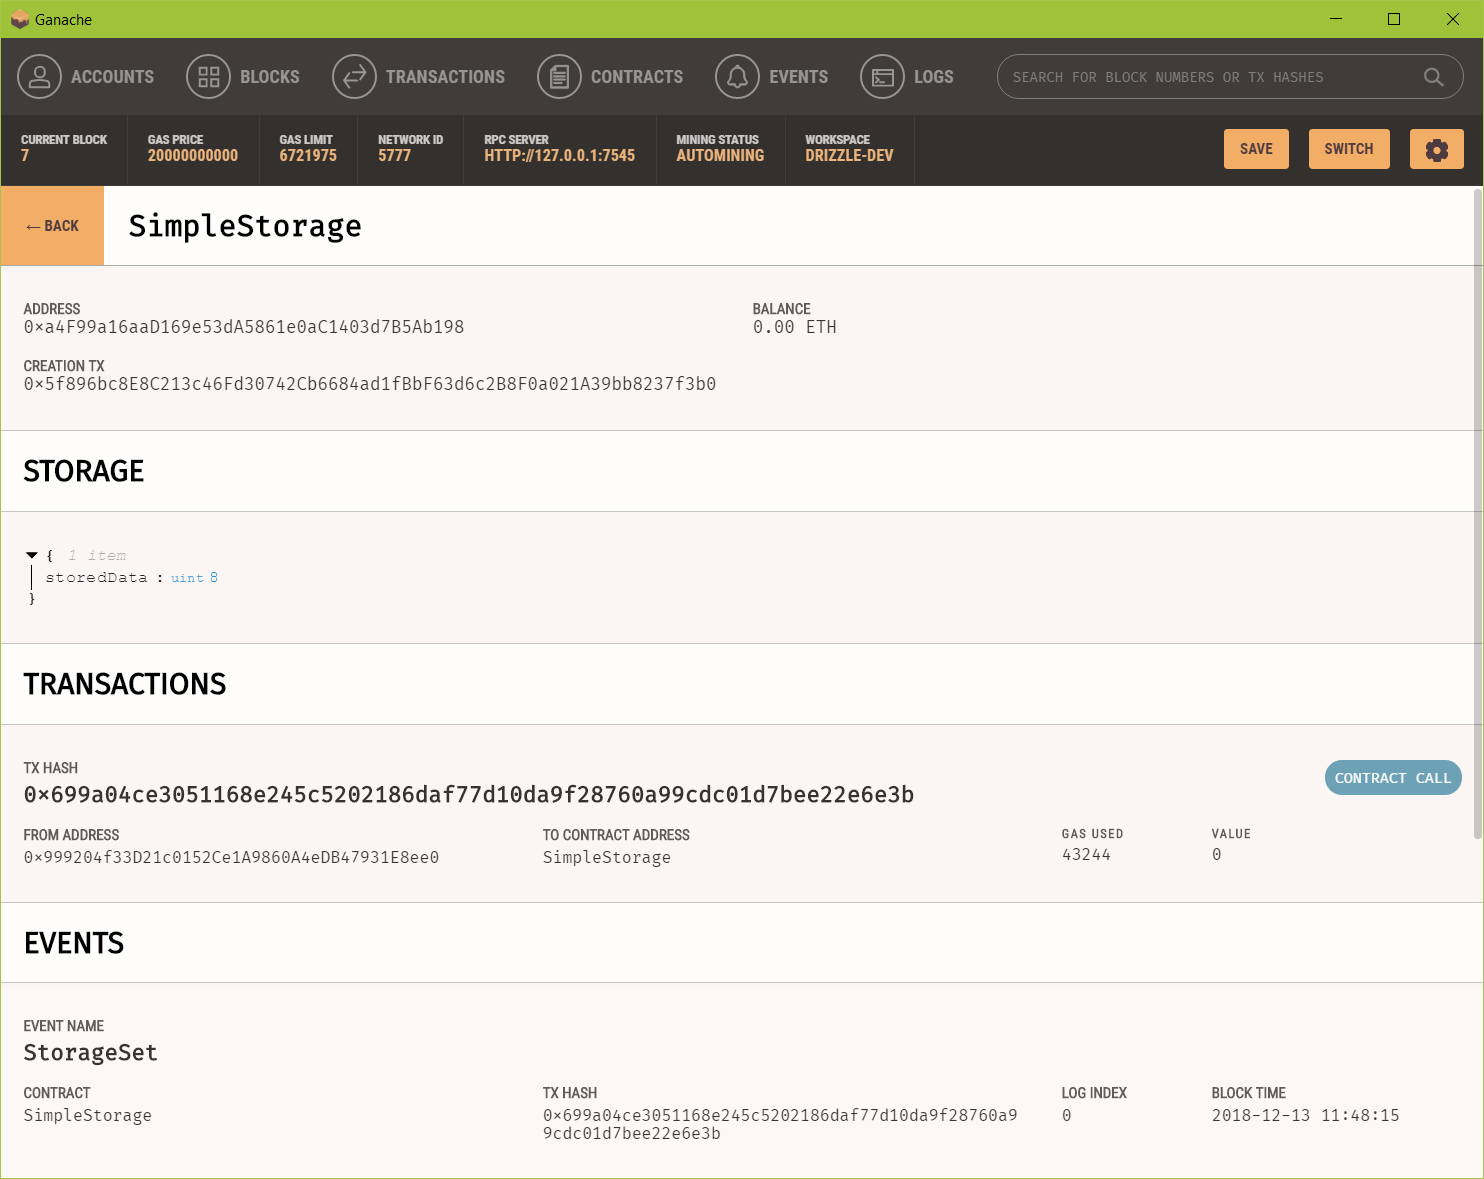 Ganache
ACCOUNTS BLOCKS TRANSACTIONS CONTRACTS EVENTS LOGS SEARCH FOR BLOCK NUMBERS OR TX HASHES
CURRENT BLOCK GAS PRICE GAS LIMIT NETWORK ID RPC SERVER MINING STATUS WORKSPACE
7 20000000000 6721975 5777 HTTP://127.0.0.1:7545 AUTOMINING DRIZZLE-DEV SAVE SWITCH
← BACK SimpleStorage
ADDRESS BALANCE
0×a4F99a16aaD169e53dA5861e0aC1403d7B5Ab198 0.00 ETH
CREATION TX
0×5f896bc8E8C213c46Fd30742Cb6684ad1fBbF63d6c2B8F0a021A39bb8237f3b0
STORAGE
{ 1 item
storedData : uint 8
}
TRANSACTIONS
TX HASH
0×699a04ce3051168e245c5202186daf77d10da9f28760a99cdc01d7bee22e6e3b CONTRACT CALL
FROM ADDRESS TO CONTRACT ADDRESS GAS USED VALUE
0×999204f33D21c0152Ce1A9860A4eDB47931E8ee0 SimpleStorage 43244 0
EVENTS
EVENT NAME
StorageSet
CONTRACT TX HASH LOG INDEX BLOCK TIME
SimpleStorage 0×699a04ce3051168e245c5202186daf77d10da9f28760a9 0 2018-12-13 11:48:15
9cdc01d7bee22e6e3b